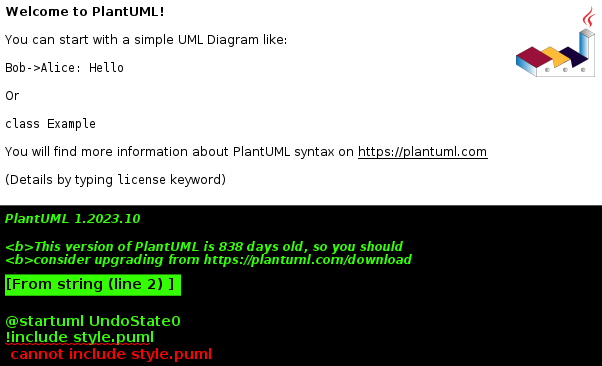 Welcome to PlantUML!
You can start with a simple UML Diagram like:
Bob->Alice: Hello
Or
class Example
You will find more information about PlantUML syntax on https://plantuml.com
(Details by typing license keyword)
PlantUML 1.2023.10
<b>This version of PlantUML is 838 days old, so you should
<b>consider upgrading from https://plantuml.com/download
[From string (line 2) ]
@startuml UndoState0
!include style.puml
cannot include style.puml